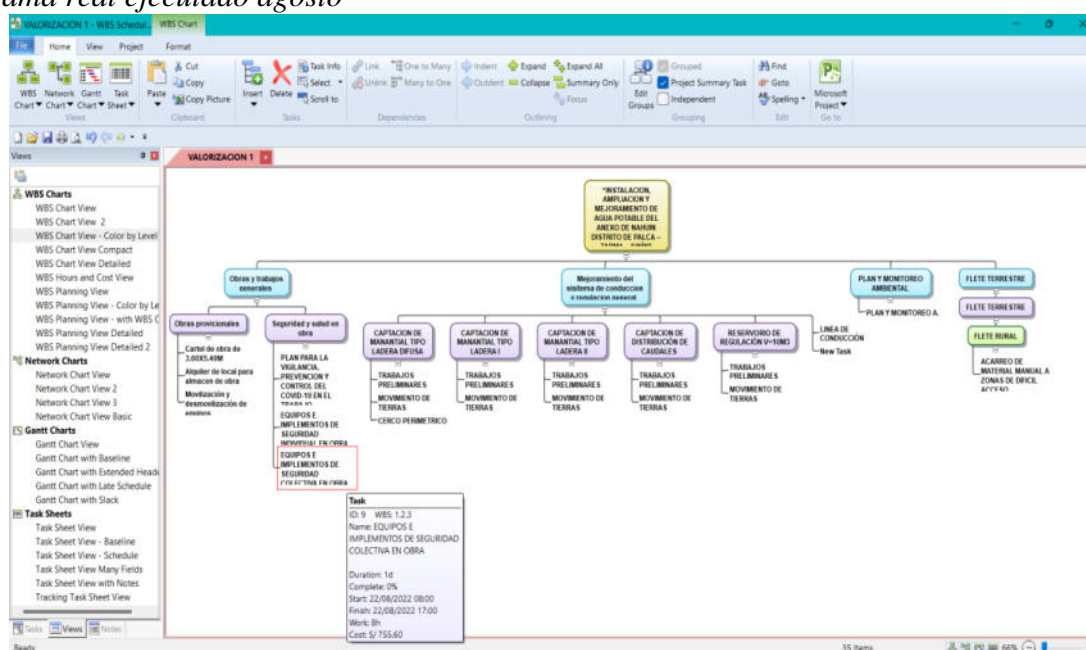 ama real ejecutado agosto
VALORIZACION 1 - WBS Schedul...
WBS Chart
File
Home
View
Project
Format
WBS Chart
Network Chart
Gantt Chart
Task Sheet
Views
Paste
Cut
Copy
Copy Picture
Clipboard
Insert
Delete
Task Info
Select
Scroll to
Tasks
Link
Unlink
One to Many
Many to One
Dependencies
Indent
Outdent
Expand
Collapse
Expand All
Summary Only
Focus
Outlining
Edit Groups
Grouped
Project Summary Task
Independent
Grouping
Find
Goto
Spelling
Edit
Microsoft Project
Go to
Views
VALORIZACION 1
WBS Charts
WBS Chart View
WBS Chart View 2
WBS Chart View - Color by Level
WBS Chart View Compact
WBS Chart View Detailed
WBS Hours and Cost View
WBS Planning View
WBS Planning View - Color by Le
WBS Planning View - with WBS C
WBS Planning View Detailed
WBS Planning View Detailed 2
Network Charts
Network Chart View
Network Chart View 2
Network Chart View 3
Network Chart View Basic
Gantt Charts
Gantt Chart View
Gantt Chart with Baseline
Gantt Chart with Extended Head
Gantt Chart with Late Schedule
Gantt Chart with Slack
Task Sheets
Task Sheet View
Task Sheet View - Baseline
Task Sheet View - Schedule
Task Sheet View Many Fields
Task Sheet View with Notes
Tracking Task Sheet View
Tasks
Views
Notes
"INSTALACION,
AMPLIACION Y
MEJORAMIENTO DE
AGUA POTABLE DEL
ANEXO DE NAHUIN
DISTRITO DE PALCA –
Obras y trabajos
generales
Mejoramiento del
sistema de conduccion
y regulacion general
PLAN Y MONITOREO
AMBIENTAL
FLETE TERRESTRE
Obras provicionales
Seguridad y salud en
obra
CAPTACION DE
MANANTIAL TIPO
LADERA DIFUSA
CAPTACION DE
MANANTIAL TIPO
LADERA I
CAPTACION DE
MANANTIAL TIPO
LADERA II
CAPTACION DE
DISTRIBUCIÓN DE
CAUDALES
RESERVORIO DE
REGULACIÓN V=10M3
LINEA DE
CONDUCCIÓN
New Task
PLAN Y MONITOREO A.
FLETE TERRESTRE
FLETE RURAL
ACARREO DE
MATERIAL MANUAL A
ZONAS DE DIFICIL
ACCESO
Cartel de obra de
3.60X5.40M
Alquiler de local para
almacen de obra
Movilización y
desmovilización de
equipos
PLAN PARA LA
VIGILANCIA,
PREVENCION Y
CONTROL DEL
COVID-19 EN EL
TRABAJO
EQUIPOS E
IMPLEMENTOS DE
SEGURIDAD
INDIVIDUAL EN OBRA
EQUIPOS E
IMPLEMENTOS DE
SEGURIDAD
COLECTIVA EN OBRA
TRABAJOS
PRELIMINARES
MOVIMIENTO DE
TIERRAS
CERCO PERIMETRICO
TRABAJOS
PRELIMINARES
MOVIMIENTO DE
TIERRAS
TRABAJOS
PRELIMINARES
MOVIMIENTO DE
TIERRAS
TRABAJOS
PRELIMINARES
MOVIMIENTO DE
TIERRAS
TRABAJOS
PRELIMINARES
MOVIMIENTO DE
TIERRAS
Task
ID: 9 WBS: 1.2.3
Name: EQUIPOS E
IMPLEMENTOS DE SEGURIDAD
COLECTIVA EN OBRA
Duration: 1d
Complete: 0%
Start: 22/08/2022 08:00
Finish: 22/08/2022 17:00
Work: 8h
Cost: S/ 755.60
Ready
35 Items
66%